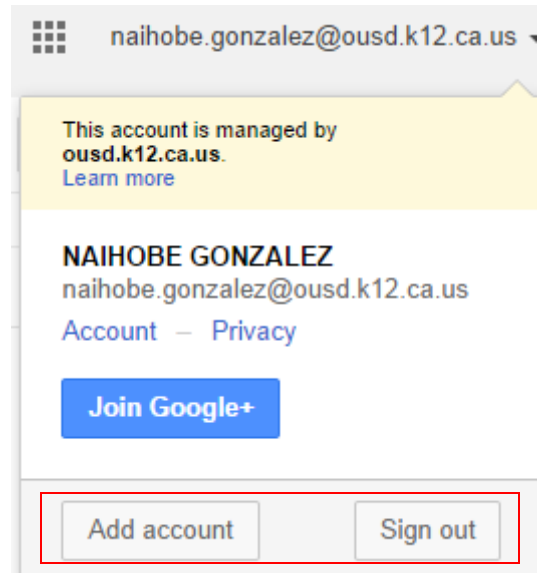 naihobe.gonzalez@ousd.k12.ca.us
This account is managed by
ousd.k12.ca.us.
Learn more
NAIHOBE GONZALEZ
naihobe.gonzalez@ousd.k12.ca.us
Account – Privacy
Join Google+
Add account Sign out